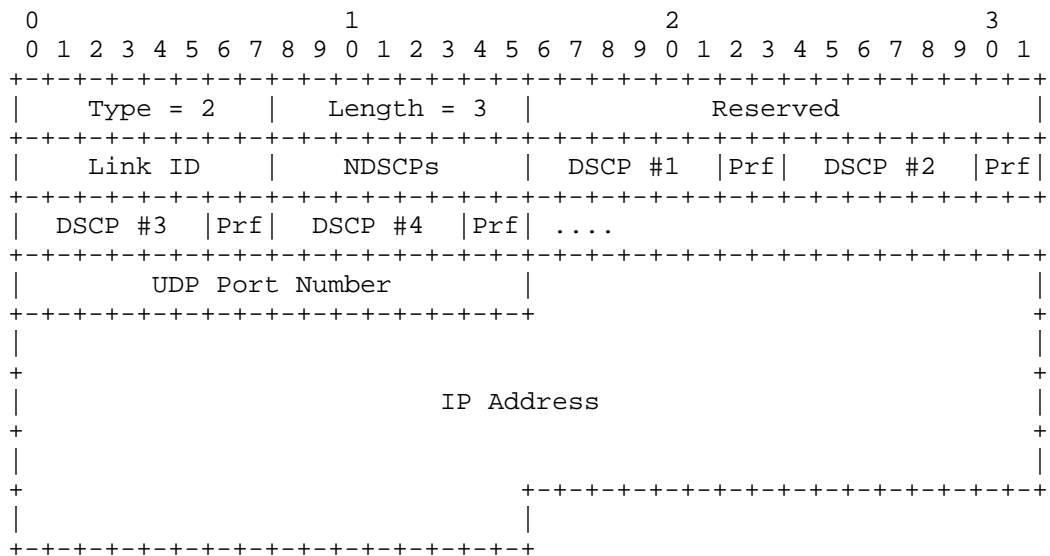 0                   1                   2                   3
 0 1 2 3 4 5 6 7 8 9 0 1 2 3 4 5 6 7 8 9 0 1 2 3 4 5 6 7 8 9 0 1
+-+-+-+-+-+-+-+-+-+-+-+-+-+-+-+-+-+-+-+-+-+-+-+-+-+-+-+-+-+-+-+-+
|    Type = 2   |   Length = 3  |           Reserved            |
+-+-+-+-+-+-+-+-+-+-+-+-+-+-+-+-+-+-+-+-+-+-+-+-+-+-+-+-+-+-+-+-+
|    Link ID    |    NDSCPs     |  DSCP #1  |Prf|  DSCP #2  |Prf|
+-+-+-+-+-+-+-+-+-+-+-+-+-+-+-+-+-+-+-+-+-+-+-+-+-+-+-+-+-+-+-+-+
|  DSCP #3  |Prf|  DSCP #4  |Prf| ....
+-+-+-+-+-+-+-+-+-+-+-+-+-+-+-+-+-+-+-+-+-+-+-+-+-+-+-+-+-+-+-+-+
|        UDP Port Number        |                               |
+-+-+-+-+-+-+-+-+-+-+-+-+-+-+-+-+                               +
|                                                               |
+                                                               +
|                          IP Address                           |
+                                                               +
|                                                               |
+                               +-+-+-+-+-+-+-+-+-+-+-+-+-+-+-+-+
|                               |
+-+-+-+-+-+-+-+-+-+-+-+-+-+-+-+-+